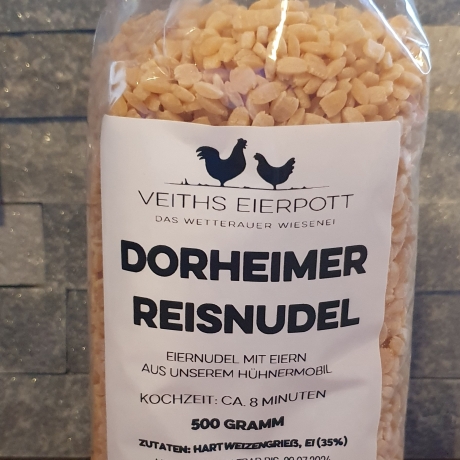 VEITHS EIERPOTT
DAS WETTERAUER WIESENEI
DORHEIMER
REISNUDEL
EIERNUDEL MIT EIERN
AUS UNSEREM HÜHNERMOBIL
KOCHZEIT: CA. 8 MINUTEN
500 GRAMM
ZUTATEN: HARTWEIZENGRIEß, EI (35%)